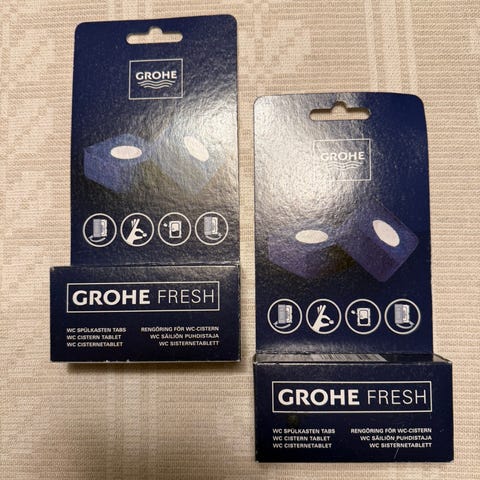 GROHE
GROHE FRESH
WC SPÜLKASTEN TABS
WC CISTERN TABLET
WC CISTERNETABLET
RENGÖRING FÖR WC-CISTERN
WC SÄILIÖN PUHDISTAJA
WC SISTERNETABLETT
GROHE
GROHE FRESH
WC SPÜLKASTEN TABS
WC CISTERN TABLET
WC CISTERNETABLET
RENGÖRING FÖR WC-CISTERN
WC SÄILIÖN PUHDISTAJA
WC SISTERNETABLETT